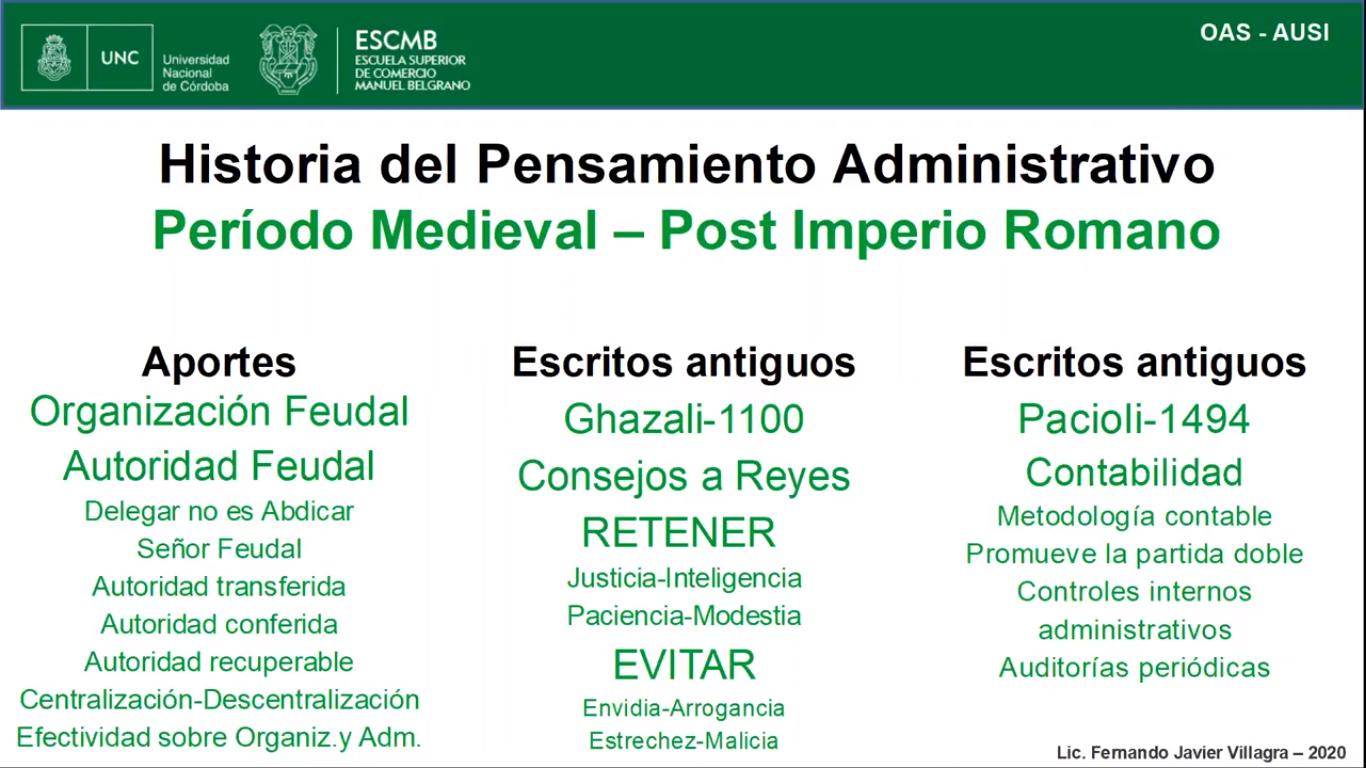 UNC
Universidad
Nacional
de Córdoba
ESCMB
ESCUELA SUPERIOR
DE COMERCIO
MANUEL BELGRANO
OAS - AUSI
Historia del Pensamiento Administrativo
Período Medieval – Post Imperio Romano
Aportes
Organización Feudal
Autoridad Feudal
Delegar no es Abdicar
Señor Feudal
Autoridad transferida
Autoridad conferida
Autoridad recuperable
Centralización-Descentralización
Efectividad sobre Organiz.y Adm.
Escritos antiguos
Ghazali-1100
Consejos a Reyes
RETENER
Justicia-Inteligencia
Paciencia-Modestia
EVITAR
Envidia-Arrogancia
Estrechez-Malicia
Escritos antiguos
Pacioli-1494
Contabilidad
Metodología contable
Promueve la partida doble
Controles internos
administrativos
Auditorías periódicas
Lic. Fernando Javier Villagra – 2020